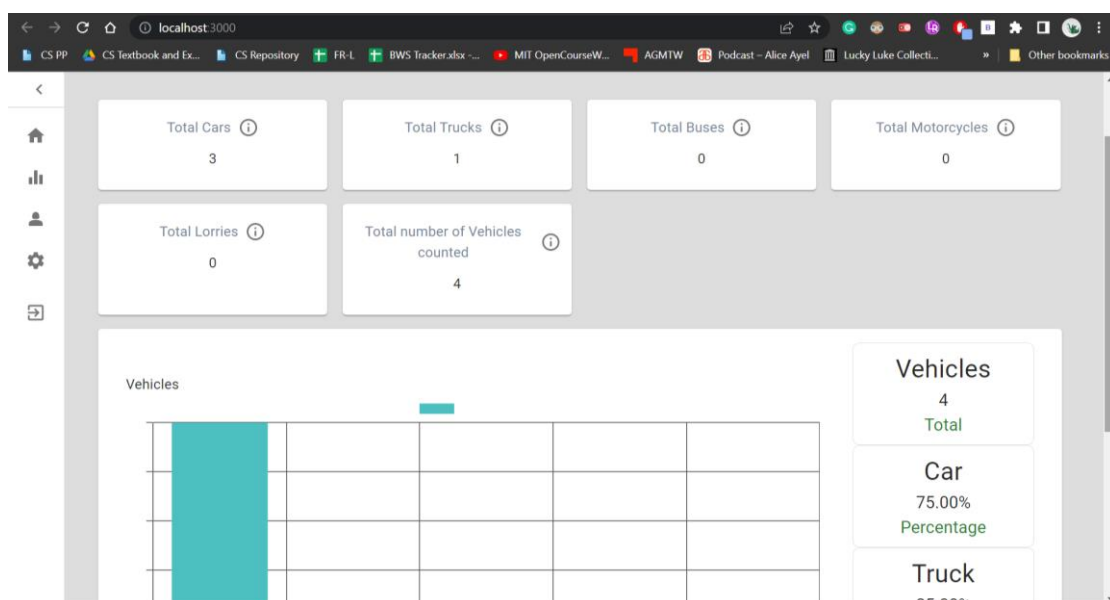 localhost:3000
CS PP CS Textbook and Ex... CS Repository FR-L BWS Tracker.xlsx -... MIT OpenCourseW... AGMTW Podcast – Alice Ayel Lucky Luke Collecti... » Other bookmarks
Total Cars
3
Total Trucks
1
Total Buses
0
Total Motorcycles
0
Total Lorries
0
Total number of Vehicles
counted
4
Vehicles
Vehicles
4
Total
Car
75.00%
Percentage
Truck